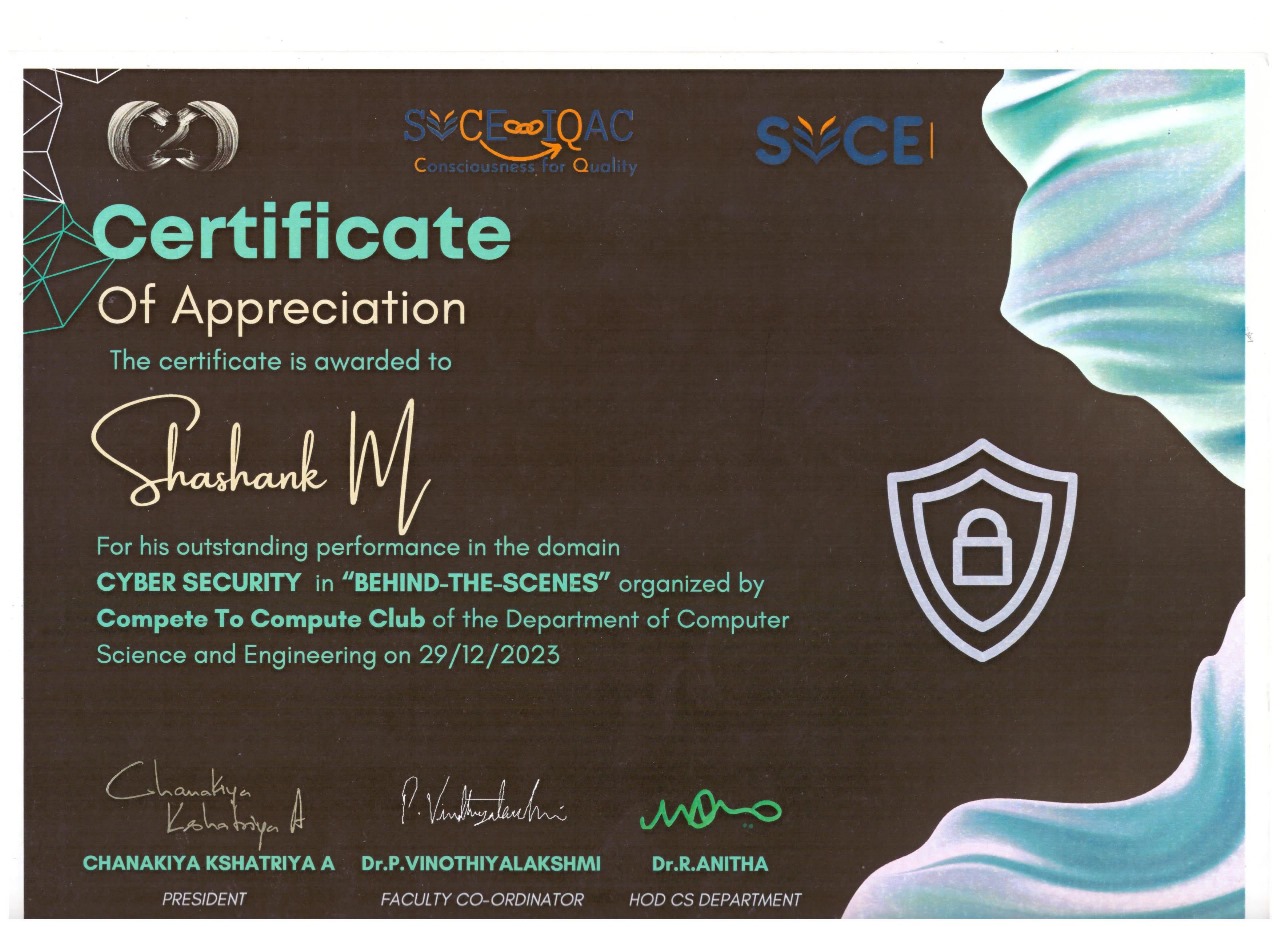 C2C
SVCE IQAC
Consciousness for Quality
SVCE
Certificate
Of Appreciation
The certificate is awarded to
Shashank M
For his outstanding performance in the domain
CYBER SECURITY in “BEHIND-THE-SCENES” organized by
Compete To Compute Club of the Department of Computer
Science and Engineering on 29/12/2023
Chanakiya
Kshatriya A
P. Vinothiyalakshmi
CHANAKIYA KSHATRIYA A Dr.P.VINOTHIYALAKSHMI Dr.R.ANITHA
PRESIDENT FACULTY CO-ORDINATOR HOD CS DEPARTMENT